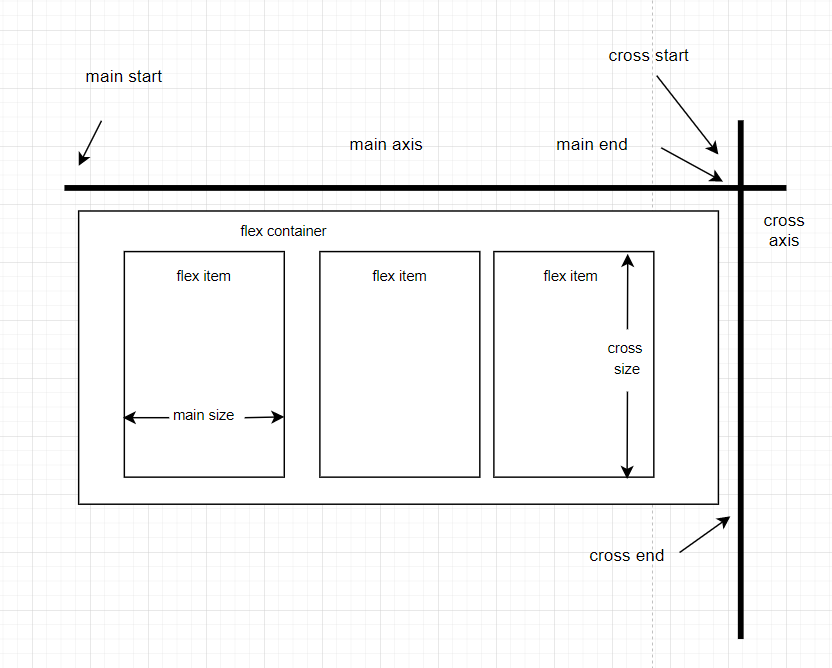 cross start
main start
main axis
main end
cross
axis
flex container
flex item
flex item
flex item
cross
size
main size
cross end